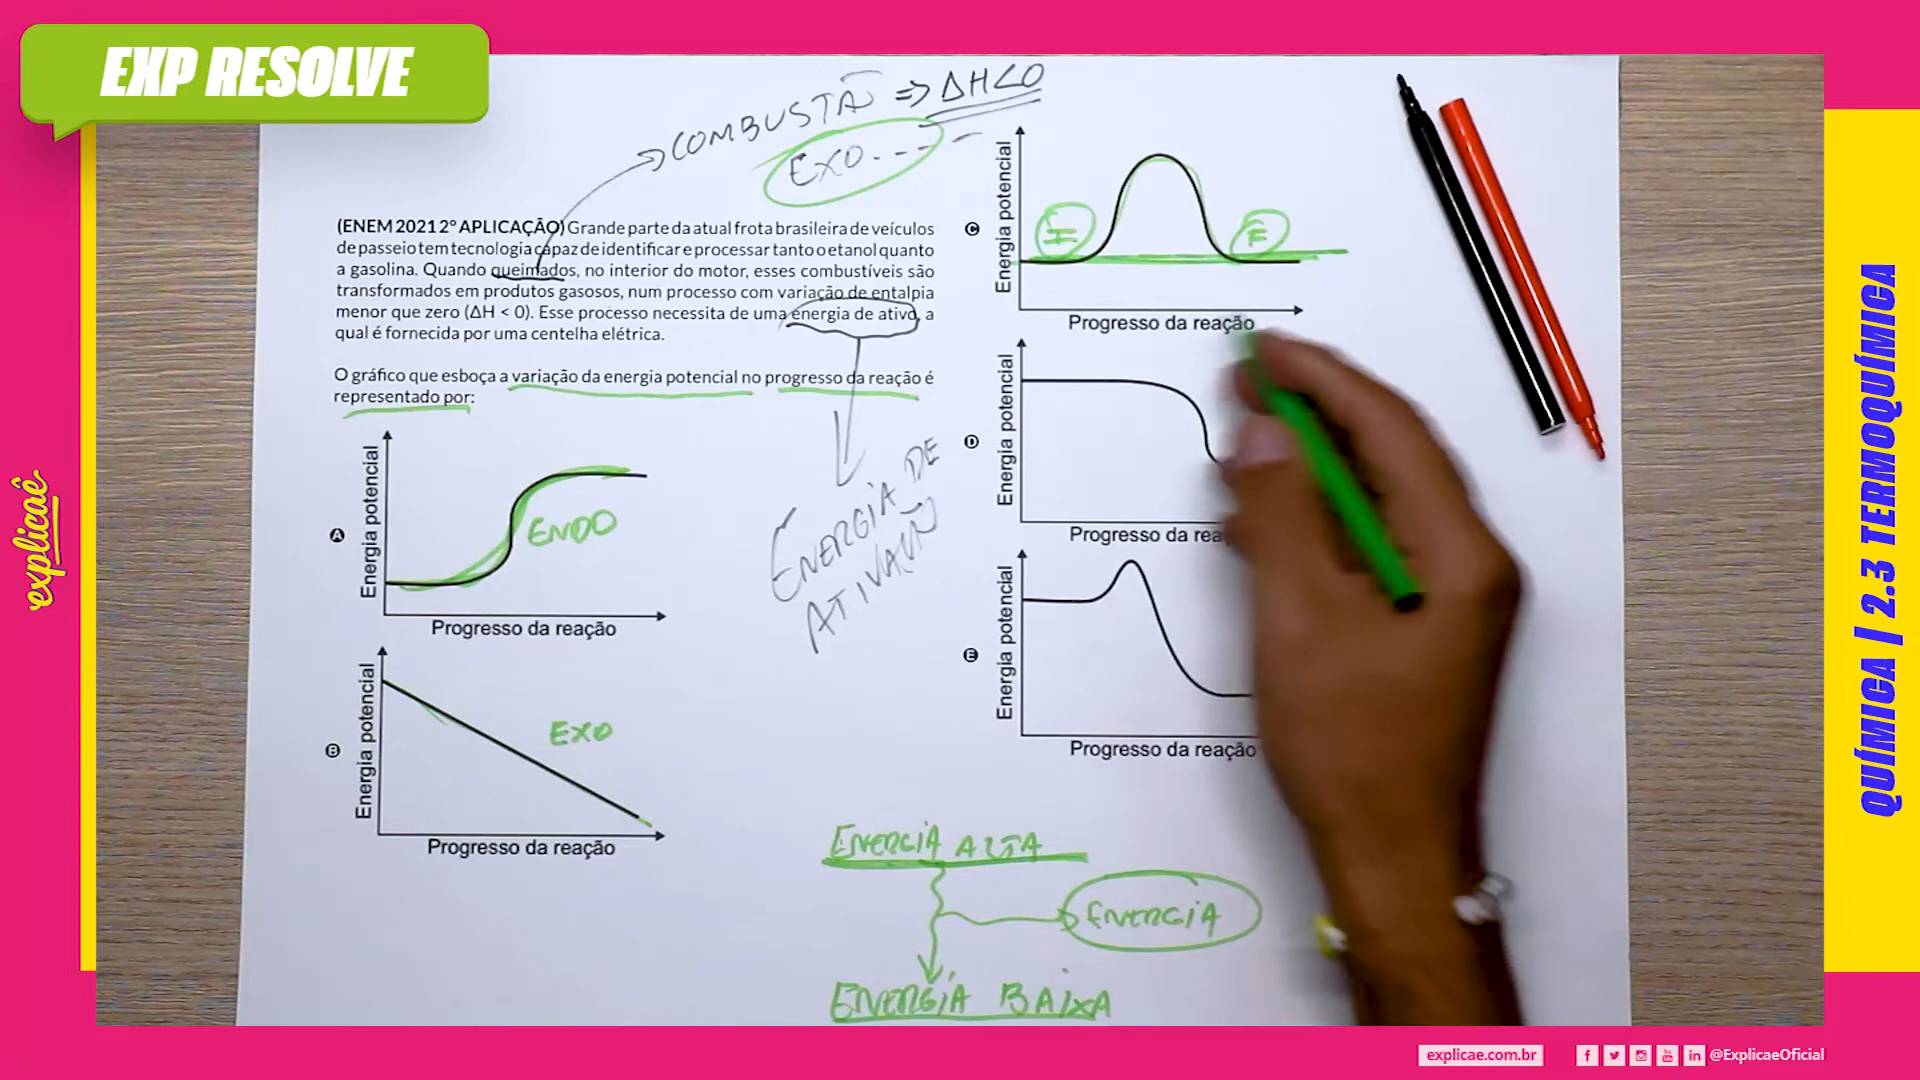 EXP RESOLVE
COMBUSTÃO => ΔH<0
EXO. - - -
(ENEM 2021 2º APLICAÇÃO) Grande parte da atual frota brasileira de veículos
de passeio tem tecnologia capaz de identificar e processar tanto o etanol quanto
a gasolina. Quando queimados, no interior do motor, esses combustíveis são
transformados em produtos gasosos, num processo com variação de entalpia
menor que zero (ΔH < 0). Esse processo necessita de uma energia de ativo, a
qual é fornecida por uma centelha elétrica.
O gráfico que esboça a variação da energia potencial no progresso da reação é
representado por:
A
Energia potencial
ENDO
Progresso da reação
B
Energia potencial
EXO
Progresso da reação
ENERGIA DE
ATIVAÇÃO
C
Energia potencial
I
F
Progresso da reação
D
Energia potencial
Progresso da rea
E
Energia potencial
Progresso da reação
ENERGIA ALTA
ENERGIA
ENERGIA BAIXA
explicaê
QUÍMICA | 2.3 TERMOQUÍMICA
explicae.com.br
@ExplicaeOficial